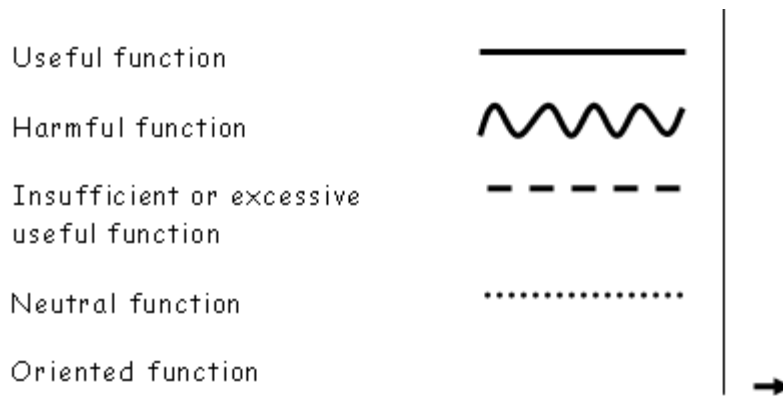 Useful function
Harmful function
Insufficient or excessive
useful function
Neutral function
Oriented function